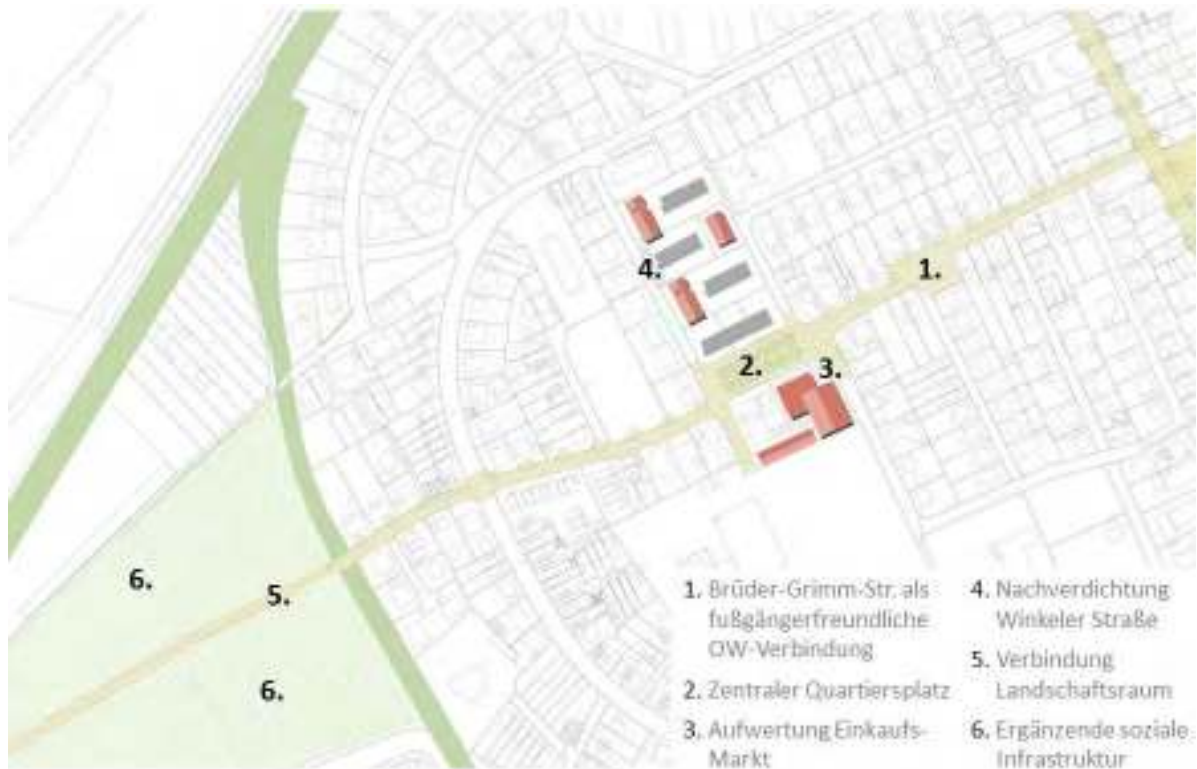 4.
1.
2.
3.
6.
5.
6.
1. Brüder-Grimm-Str. als
fußgängerfreundliche
OW-Verbindung
2. Zentraler Quartiersplatz
3. Aufwertung Einkaufs-
Markt
4. Nachverdichtung
Winkeler Straße
5. Verbindung
Landschaftsraum
6. Ergänzende soziale
Infrastruktur